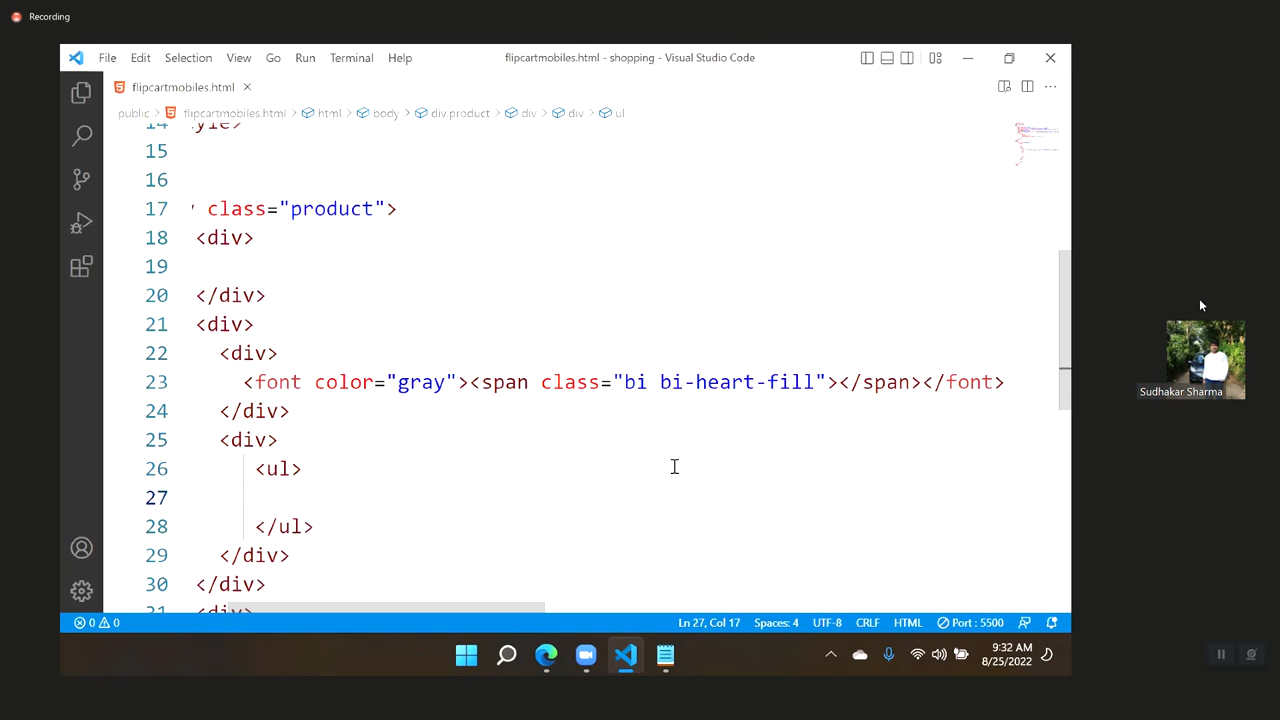 Recording
File Edit Selection View Go Run Terminal Help flipcartmobiles.html - shopping - Visual Studio Code
flipcartmobiles.html
public > flipcartmobiles.html > html > body > div.product > div > div > ul
14 tyle>
15
16
17 class="product">
18 <div>
19
20 </div>
21 <div>
22 <div>
23 <font color="gray"><span class="bi bi-heart-fill"></span></font>
24 </div>
25 <div>
26 <ul>
27
28 </ul>
29 </div>
30 </div>
31 <div>
Sudhakar Sharma
0 0 Ln 27, Col 17 Spaces: 4 UTF-8 CRLF HTML Port : 5500
9:32 AM
8/25/2022